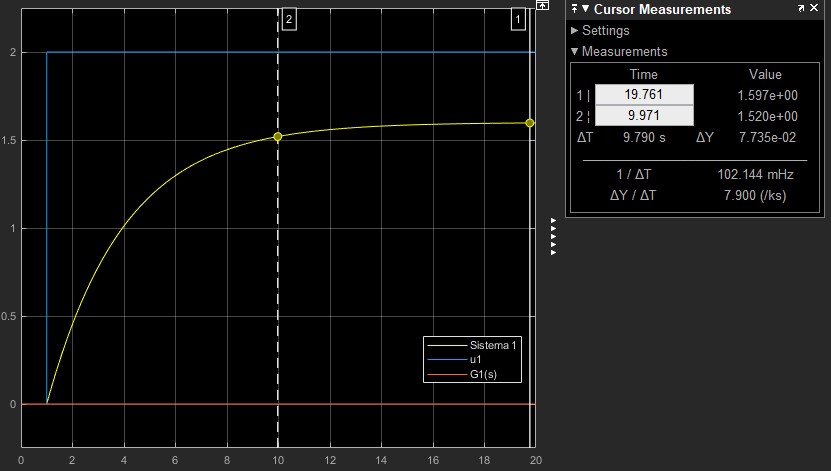 2
1
2
1.5
1
0.5
0
0 2 4 6 8 10 12 14 16 18 20
Sistema 1
u1
G1(s)
Cursor Measurements
Settings
Measurements
Time Value
1 | 19.761 1.597e+00
2 ¦ 9.971 1.520e+00
ΔT 9.790 s ΔY 7.735e-02
1 / ΔT 102.144 mHz
ΔY / ΔT 7.900 (/ks)